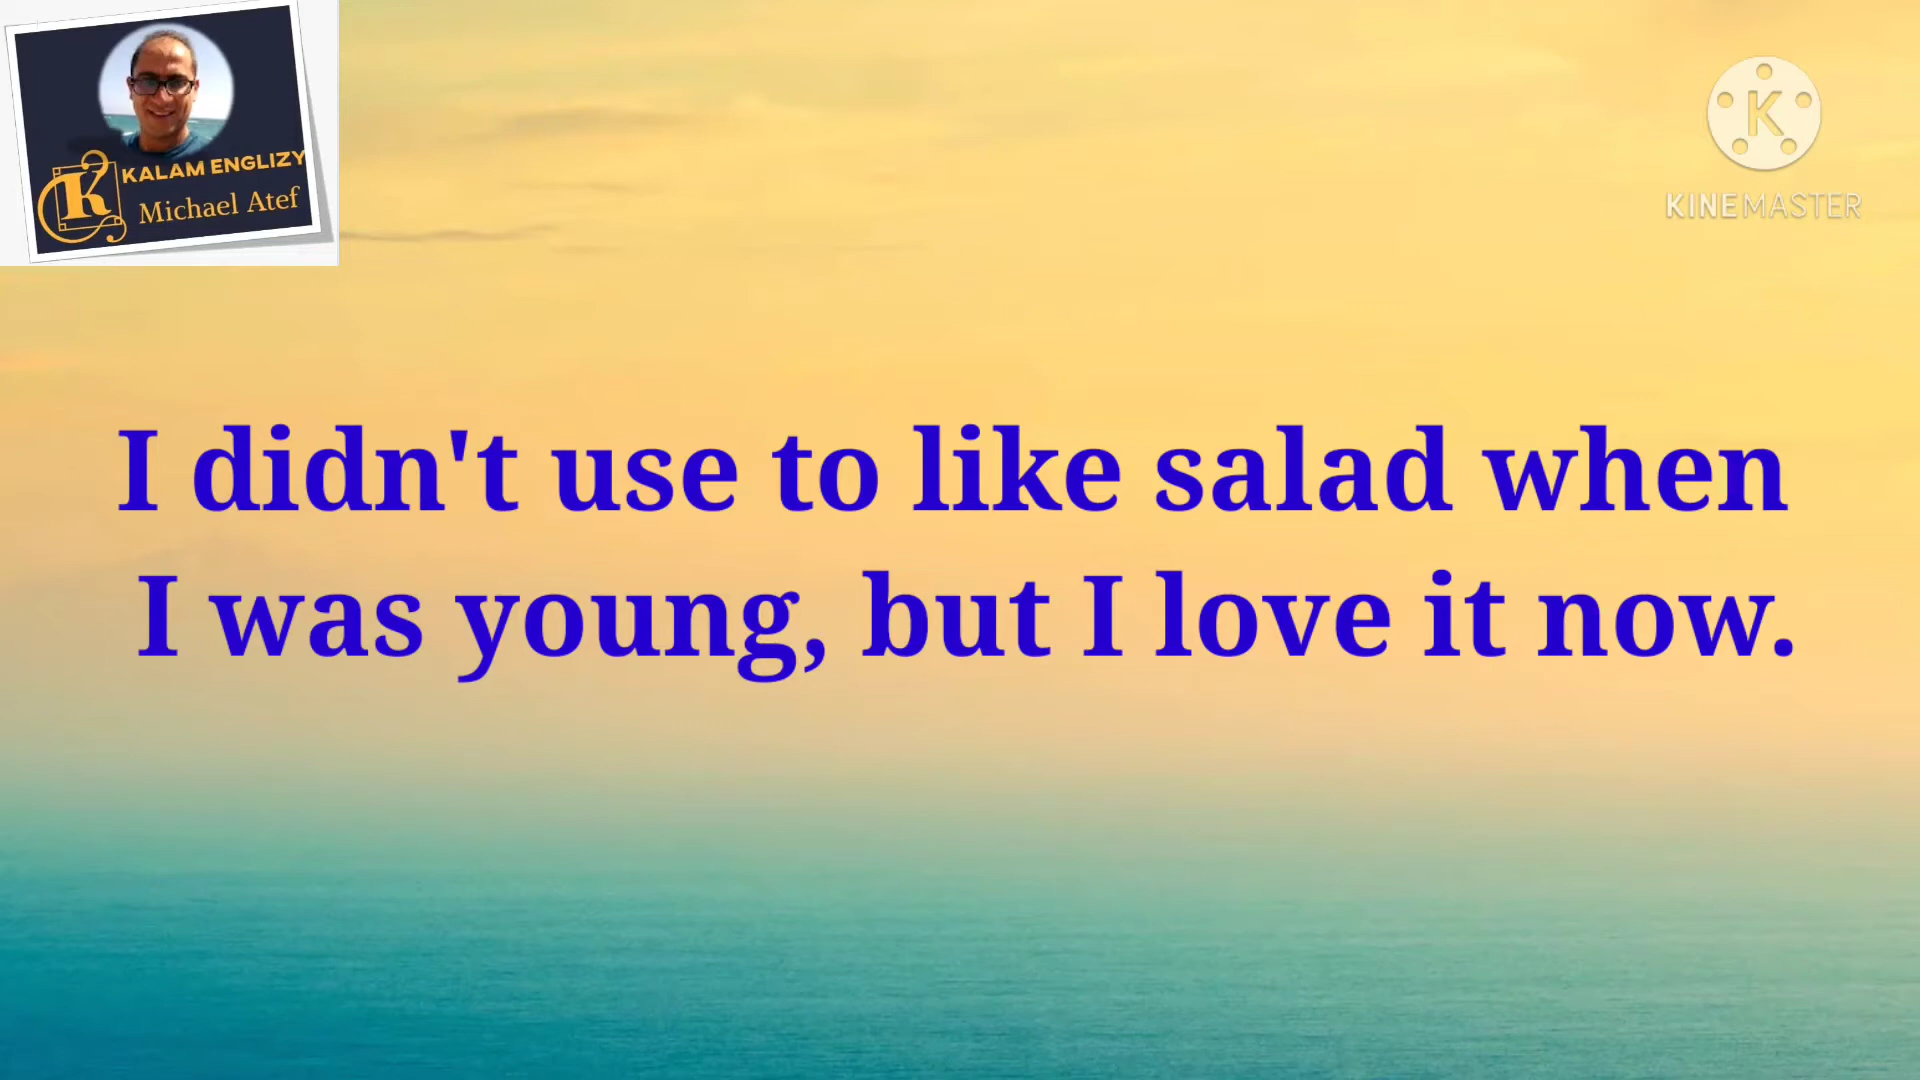 KALAM ENGLIZY
Michael Atef
K
KINEMASTER
I didn't use to like salad when
I was young, but I love it now.